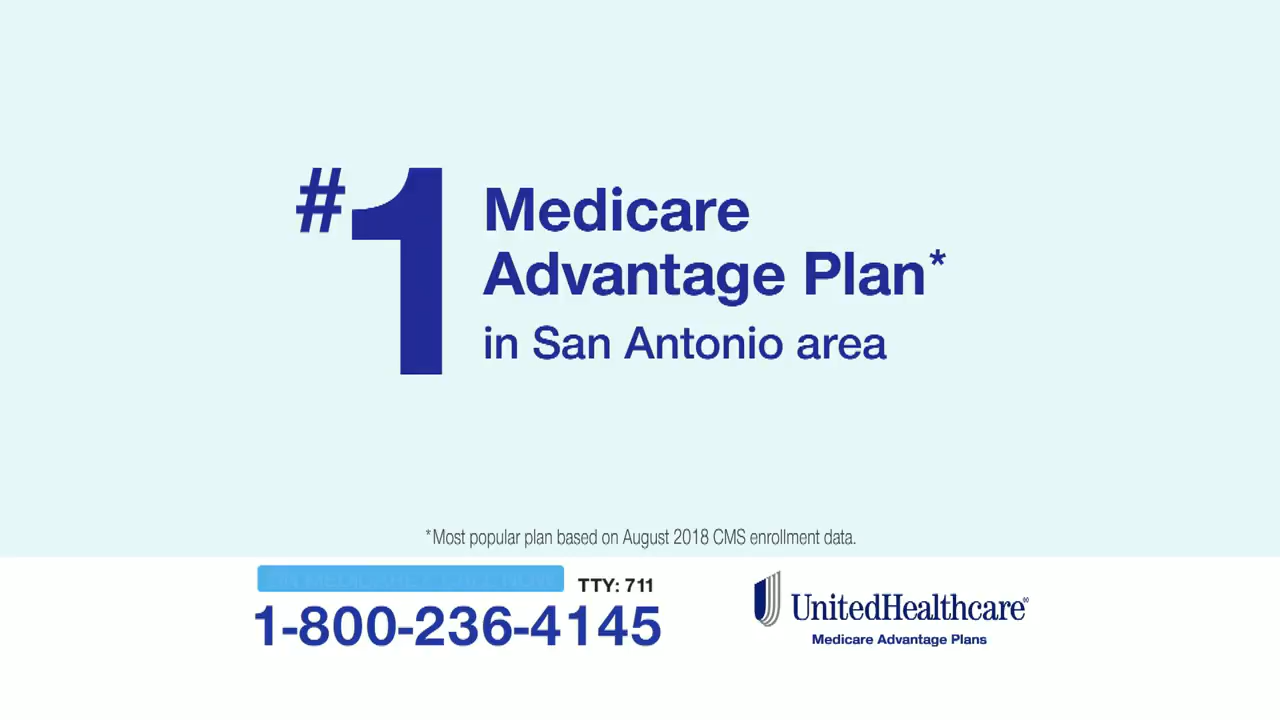 #1 Medicare
Advantage Plan*
in San Antonio area
*Most popular plan based on August 2018 CMS enrollment data.
TTY: 711
1-800-236-4145
UnitedHealthcare®
Medicare Advantage Plans